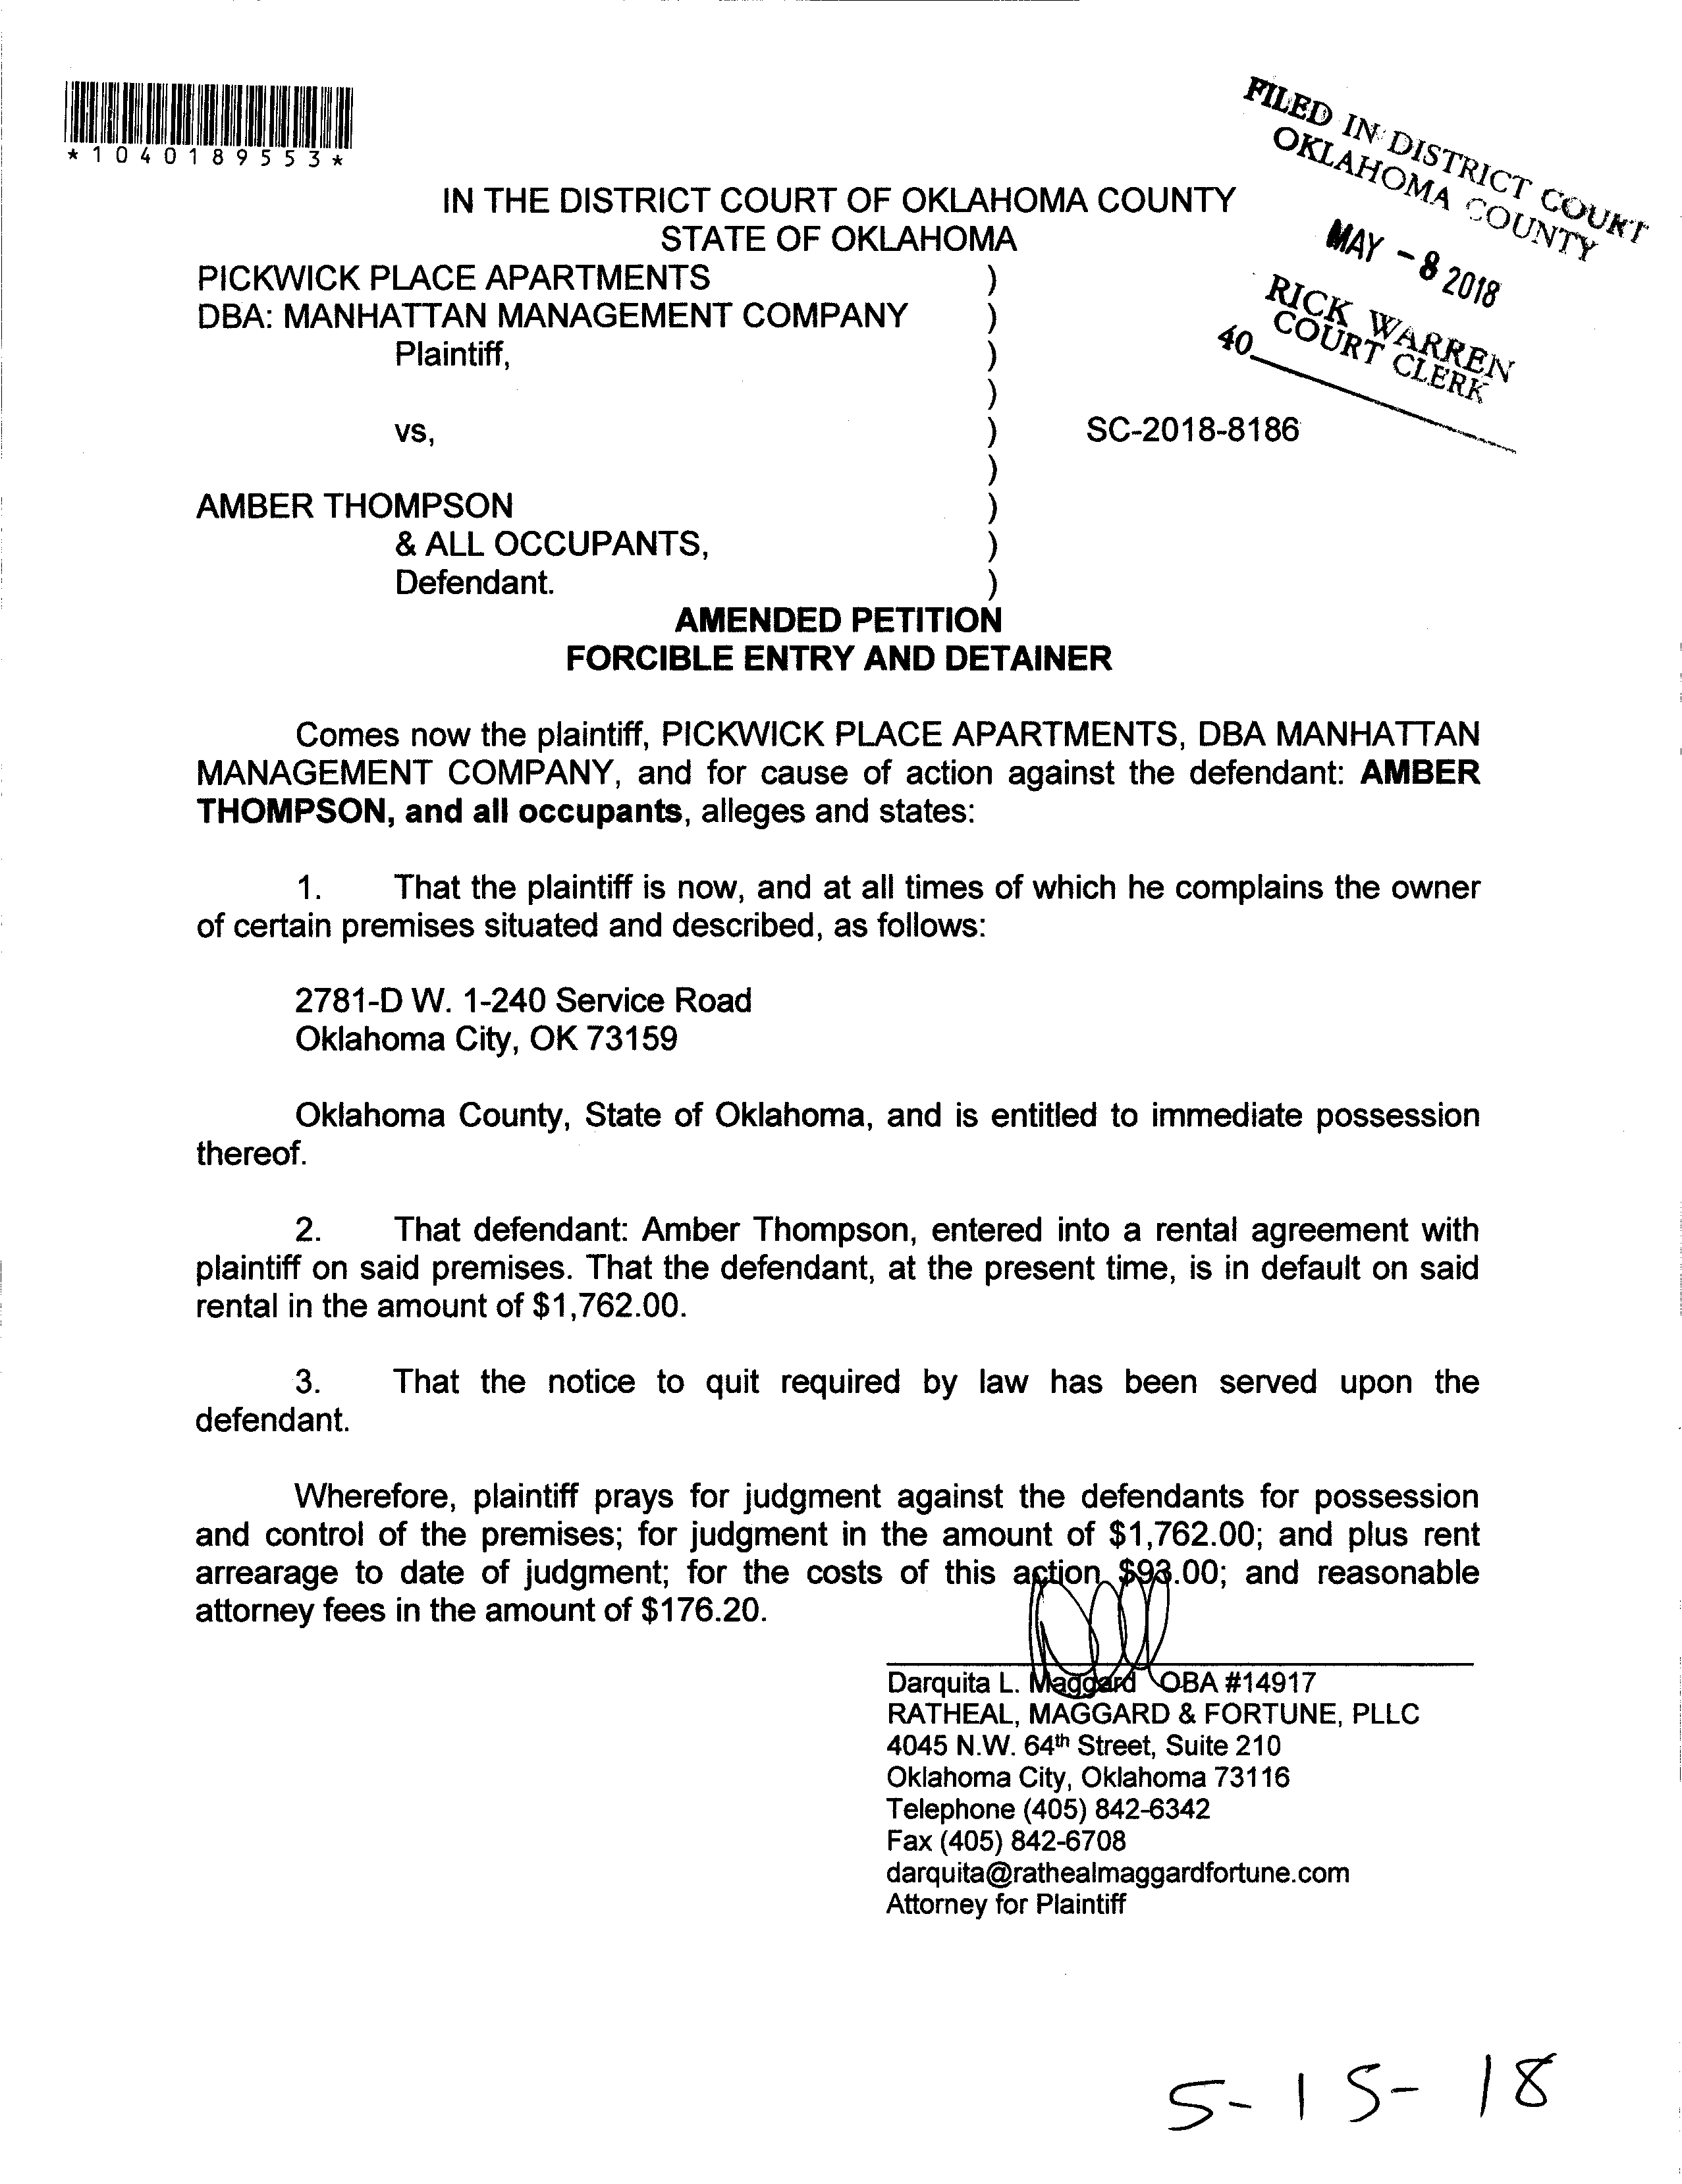 *1040189553*
FILED IN DISTRICT COURT
OKLAHOMA COUNTY
MAY -8 2018
RICK WARREN
COURT CLERK
40
IN THE DISTRICT COURT OF OKLAHOMA COUNTY
STATE OF OKLAHOMA
PICKWICK PLACE APARTMENTS )
DBA: MANHATTAN MANAGEMENT COMPANY )
Plaintiff, )
)
vs, ) SC-2018-8186
)
AMBER THOMPSON )
& ALL OCCUPANTS, )
Defendant. )
AMENDED PETITION
FORCIBLE ENTRY AND DETAINER
Comes now the plaintiff, PICKWICK PLACE APARTMENTS, DBA MANHATTAN
MANAGEMENT COMPANY, and for cause of action against the defendant: AMBER
THOMPSON, and all occupants, alleges and states:
1. That the plaintiff is now, and at all times of which he complains the owner
of certain premises situated and described, as follows:
2781-D W. 1-240 Service Road
Oklahoma City, OK 73159
Oklahoma County, State of Oklahoma, and is entitled to immediate possession
thereof.
2. That defendant: Amber Thompson, entered into a rental agreement with
plaintiff on said premises. That the defendant, at the present time, is in default on said
rental in the amount of $1,762.00.
3. That the notice to quit required by law has been served upon the
defendant.
Wherefore, plaintiff prays for judgment against the defendants for possession
and control of the premises; for judgment in the amount of $1,762.00; and plus rent
arrearage to date of judgment; for the costs of this action $93.00; and reasonable
attorney fees in the amount of $176.20.
Darquita L. Maggard OBA #14917
RATHEAL, MAGGARD & FORTUNE, PLLC
4045 N.W. 64th Street, Suite 210
Oklahoma City, Oklahoma 73116
Telephone (405) 842-6342
Fax (405) 842-6708
darquita@rathealmaggardfortune.com
Attorney for Plaintiff
5-15-18